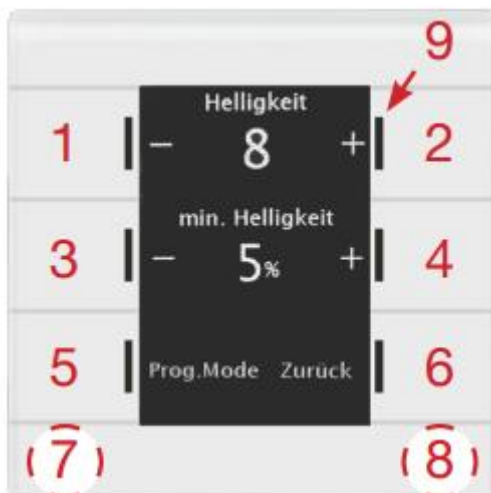 9
Helligkeit
1 − 8 + 2
min. Helligkeit
3 − 5% + 4
5 Prog.Mode Zurück 6
7 8